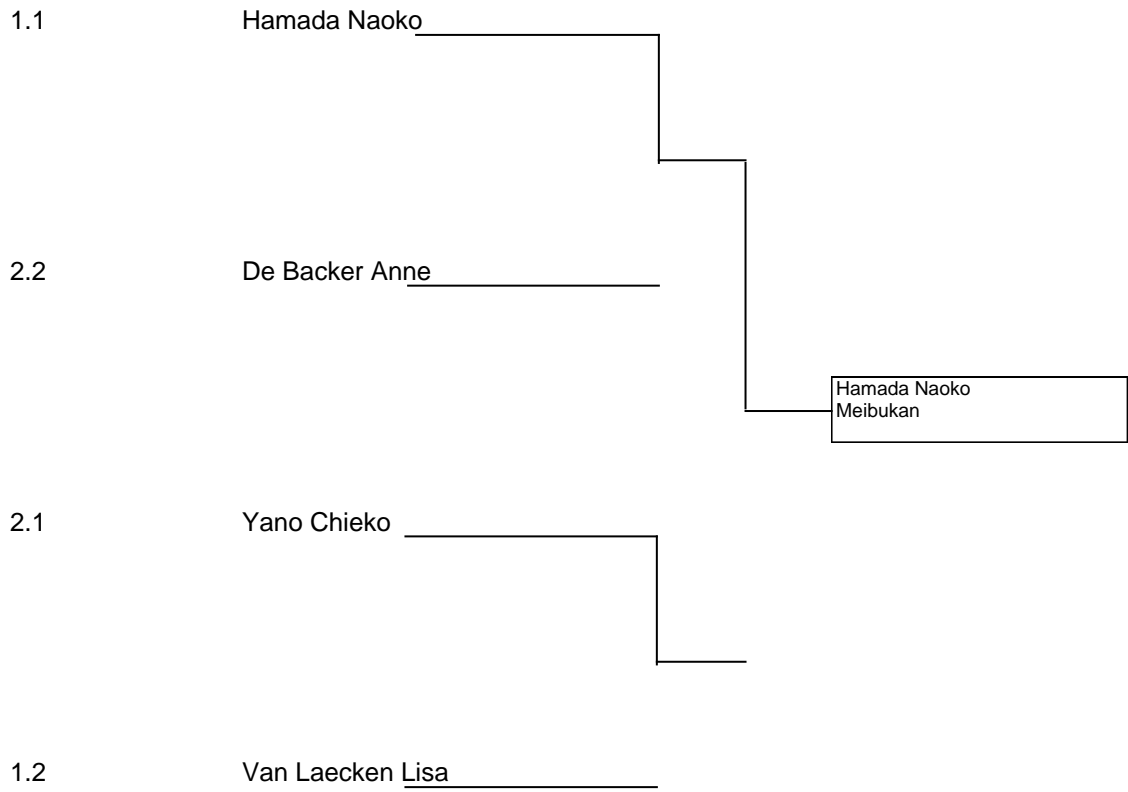 1.1 Hamada Naoko
2.2 De Backer Anne
Hamada Naoko
Meibukan
2.1 Yano Chieko
1.2 Van Laecken Lisa